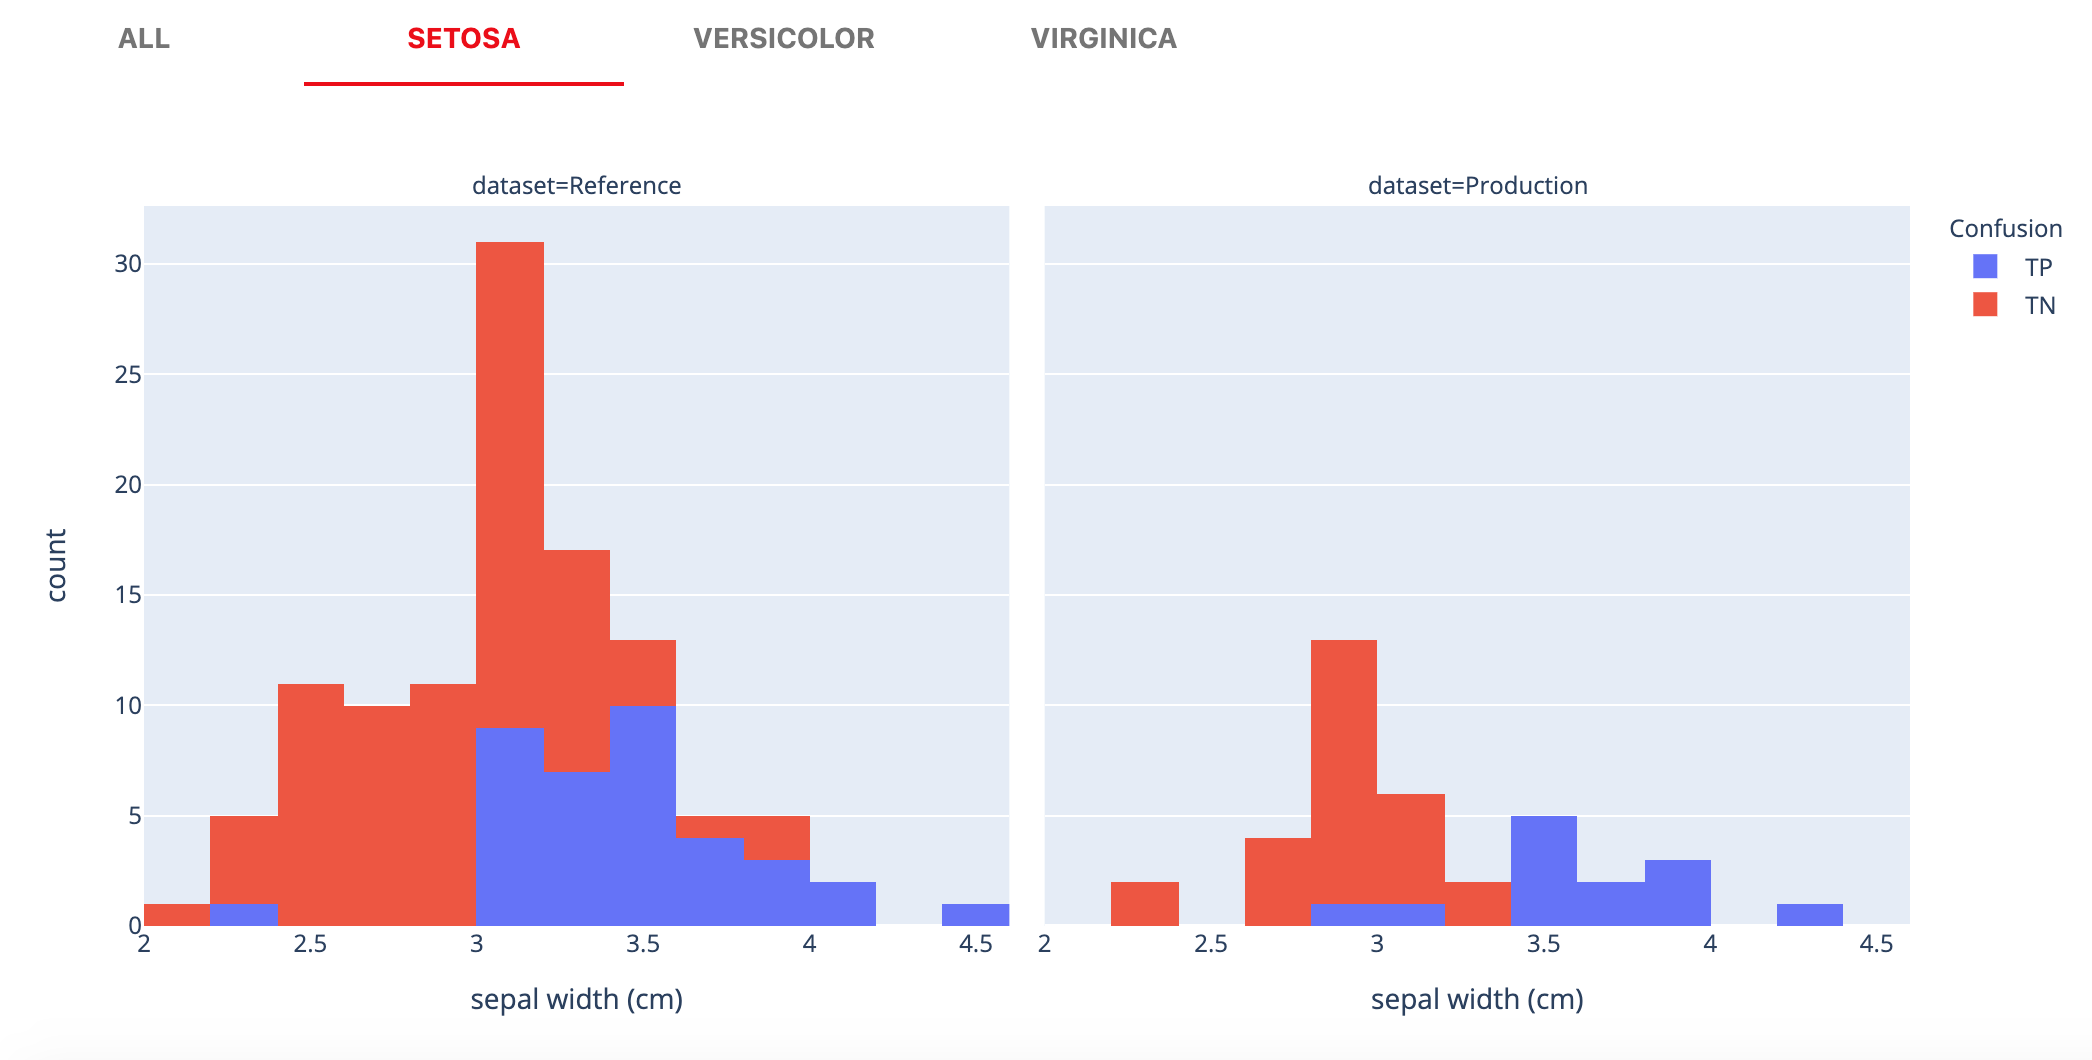 ALL SETOSA VERSICOLOR VIRGINICA
dataset=Reference
dataset=Production
Confusion
TP
TN
30
25
20
15
10
5
0
count
2 2.5 3 3.5 4 4.5
2 2.5 3 3.5 4 4.5
sepal width (cm)
sepal width (cm)